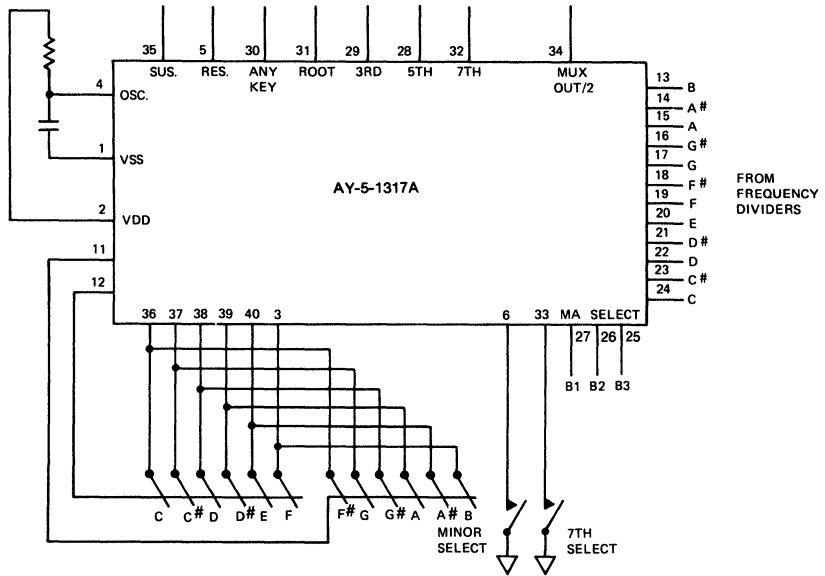 35 5 30 31 29 28 32 34
SUS. RES. ANY KEY ROOT 3RD 5TH 7TH MUX OUT/2
4 OSC.
1 VSS
2 VDD
11
12
AY-5-1317A
13 B
14 A#
15 A
16 G#
17 G
18 F#
19 F
20 E
21 D#
22 D
23 C#
24 C
FROM
FREQUENCY
DIVIDERS
36 37 38 39 40 3 6 33 MA SELECT
27 26 25
B1 B2 B3
C C# D D# E F F# G G# A A# B
MINOR
SELECT
7TH
SELECT